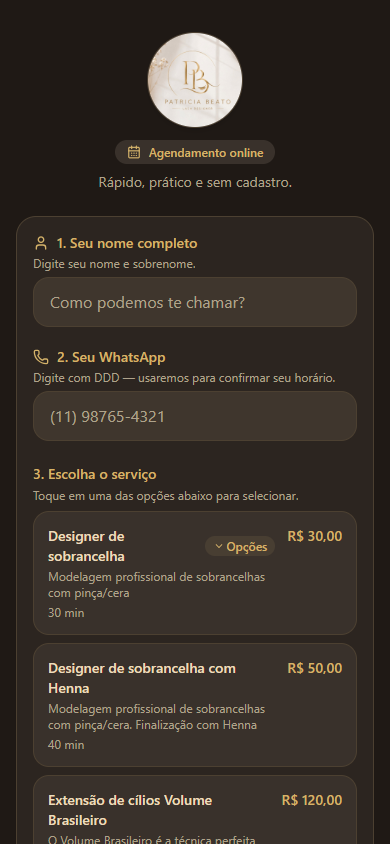 PB
PATRICIA BEATO
Agendamento online
Rápido, prático e sem cadastro.
1. Seu nome completo
Digite seu nome e sobrenome.
Como podemos te chamar?
2. Seu WhatsApp
Digite com DDD — usaremos para confirmar seu horário.
(11) 98765-4321
3. Escolha o serviço
Toque em uma das opções abaixo para selecionar.
Designer de
sobrancelha
Opções
R$ 30,00
Modelagem profissional de sobrancelhas
com pinça/cera
30 min
Designer de sobrancelha com
Henna
R$ 50,00
Modelagem profissional de sobrancelhas
com pinça/cera. Finalização com Henna
40 min
Extensão de cílios Volume
Brasileiro
R$ 120,00
O Volume Brasileiro é a técnica perfeita